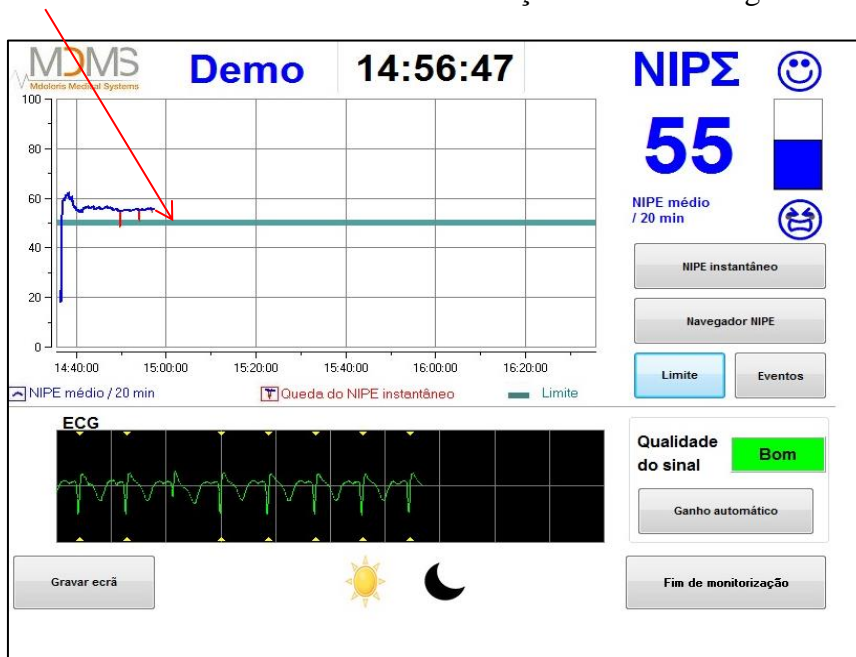 MDMS
Mdoloris Medical Systems
Demo
14:56:47
NIPΣ
55
NIPE médio
/ 20 min
NIPE instantâneo
Navegador NIPE
Limite
Eventos
100
80
60
40
20
0
14:40:00 15:00:00 15:20:00 15:40:00 16:00:00 16:20:00
NIPE médio / 20 min
Queda do NIPE instantâneo
Limite
ECG
Qualidade
do sinal
Bom
Ganho automático
Gravar ecrã
Fim de monitorização